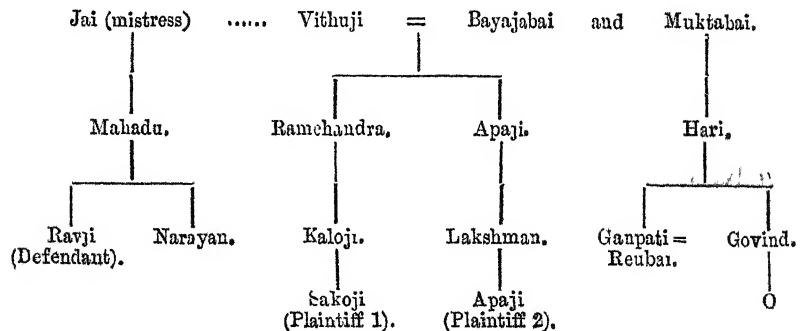 Jai (mistress) ...... Vithuji = Bayajabai and Muktabai.
Mahadu. Ramchandra. Apaji. Hari.
Ravji Narayan. Kaloji. Lakshman. Ganpati = Govind.
(Defendant). Reubai.
Sakoji Apaji O
(Plaintiff 1). (Plaintiff 2).